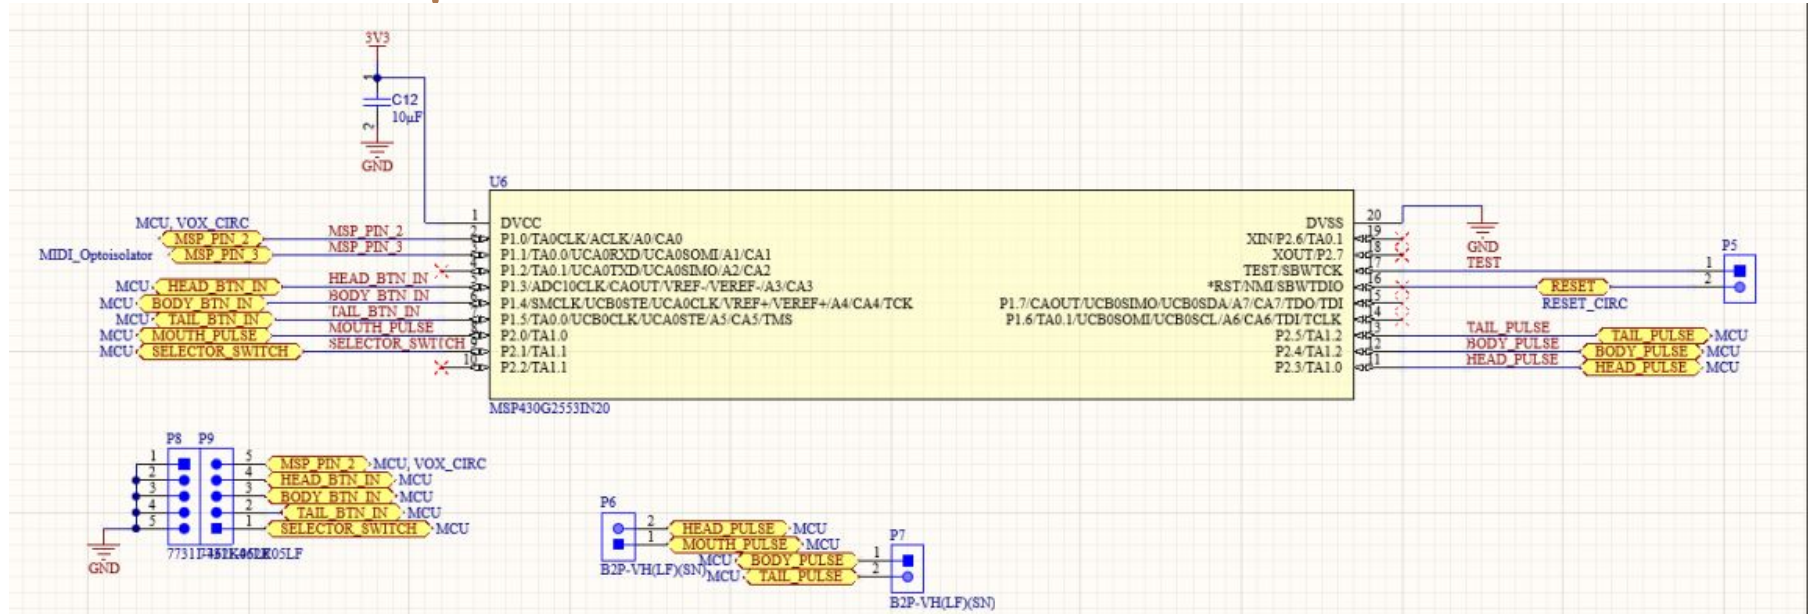 3V3
1
C12
10µF
2
GND
U6
MCU, VOX_CIRC
MSP_PIN_2
MSP_PIN_2
MIDI_Optoisolator
MSP_PIN_3
MSP_PIN_3
MCU
HEAD_BTN_IN
HEAD_BTN_IN
MCU
BODY_BTN_IN
BODY_BTN_IN
MCU
TAIL_BTN_IN
TAIL_BTN_IN
MCU
MOUTH_PULSE
MOUTH_PULSE
MCU
SELECTOR_SWITCH
SELECTOR_SWITCH
1
2
10
DVCC
P1.0/TA0CLK/ACLK/A0/CA0
P1.1/TA0.0/UCA0RXD/UCA0SOMI/A1/CA1
P1.2/TA0.1/UCA0TXD/UCA0SIMO/A2/CA2
P1.3/ADC10CLK/CAOUT/VREF-/VEREF-/A3/CA3
P1.4/SMCLK/UCB0STE/UCA0CLK/VREF+/VEREF+/A4/CA4/TCK
P1.5/TA0.0/UCB0CLK/UCA0STE/A5/CA5/TMS
P2.0/TA1.0
P2.1/TA1.1
P2.2/TA1.1
DVSS
XIN/P2.6/TA0.1
XOUT/P2.7
TEST/SBWTCK
*RST/NMI/SBWTDIO
P1.7/CAOUT/UCB0SIMO/UCB0SDA/A7/CA7/TDO/TDI
P1.6/TA0.1/UCB0SOMI/UCB0SCL/A6/CA6/TDI/TCLK
P2.5/TA1.2
P2.4/TA1.2
P2.3/TA1.0
20
19
GND
TEST
P5
1
2
RESET
RESET_CIRC
TAIL_PULSE
TAIL_PULSE
MCU
BODY_PULSE
BODY_PULSE
MCU
HEAD_PULSE
HEAD_PULSE
MCU
MSP430G2553IN20
P8 P9
1
2
3
4
5
5
MSP_PIN_2
MCU, VOX_CIRC
4
HEAD_BTN_IN
MCU
3
BODY_BTN_IN
MCU
2
TAIL_BTN_IN
MCU
1
SELECTOR_SWITCH
MCU
GND
P6
2
HEAD_PULSE
MCU
1
MOUTH_PULSE
MCU
B2P-VH(LF)(SN)
P7
MCU
BODY_PULSE
1
MCU
TAIL_PULSE
2
B2P-VH(LF)(SN)